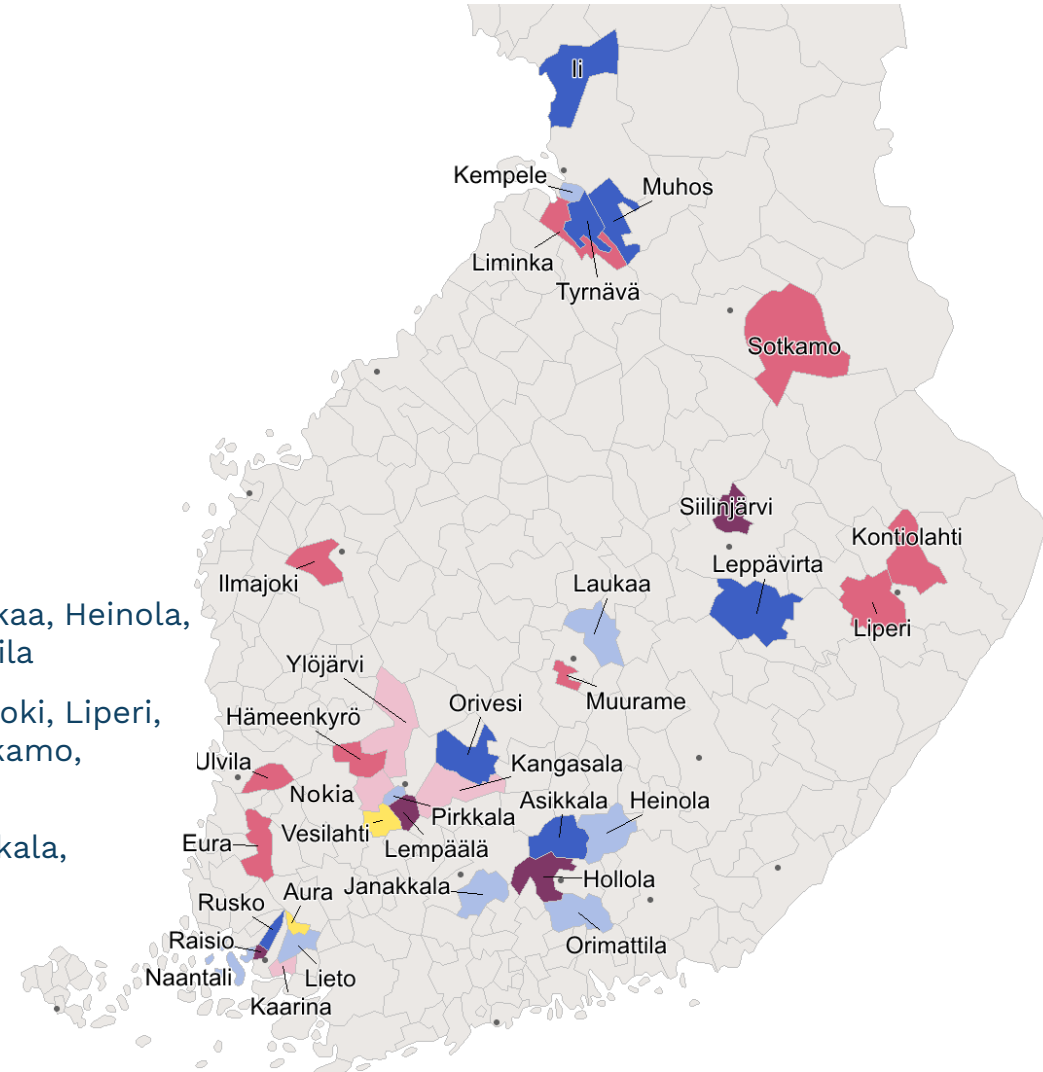 Ii
Kempele
Muhos
Liminka
Tyrnävä
Sotkamo
Siilinjärvi
Kontiolahti
Leppävirta
Ilmajoki
Laukaa
kaa, Heinola,
Liperi
ila
Ylöjärvi
Muurame
Orivesi
oki, Liperi,
Hämeenkyrö
kamo,
Ulvila
Kangasala
Nokia
Asikkala
Heinola
Pirkkala
Vesilahti
Eura
kala,
Lempäälä
Hollola
Janakkala
Aura
Rusko
Raisio
Orimattila
Naantali
Lieto
Kaarina